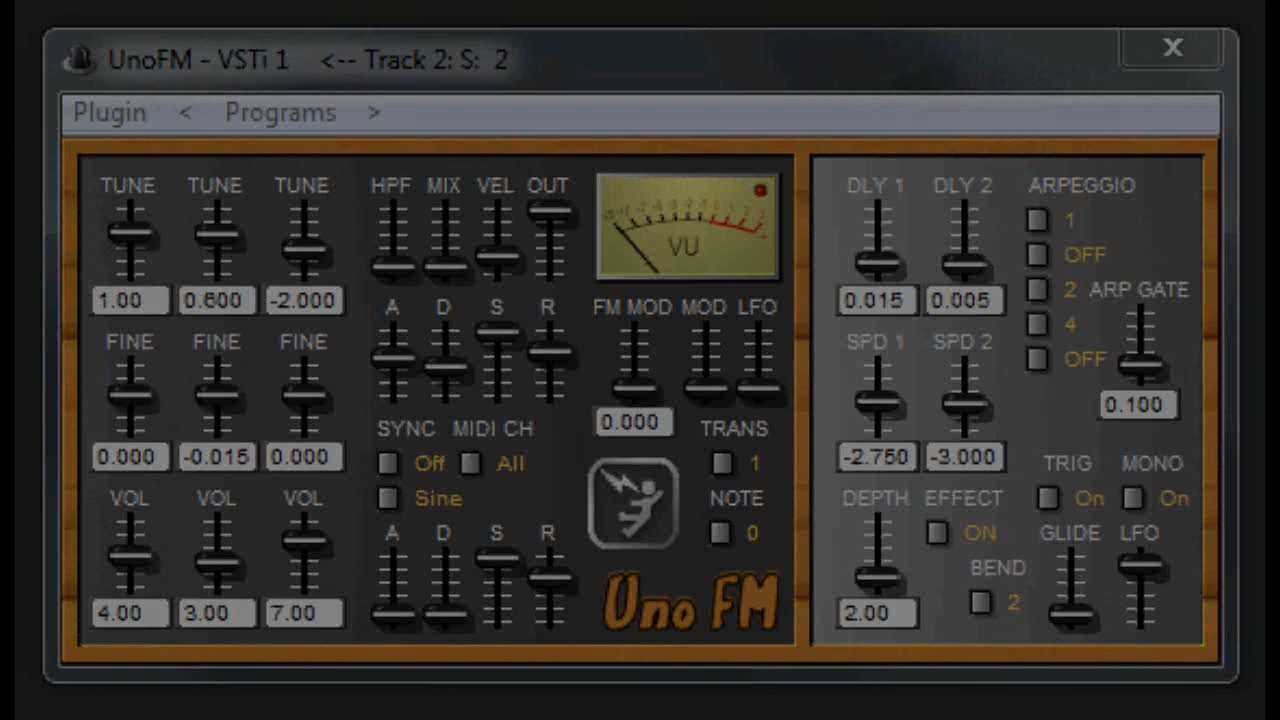 UnoFM - VSTi 1 <-- Track 2: S: 2
X
Plugin < Programs >
TUNE TUNE TUNE HPF MIX VEL OUT
1.00 0.600 -2.000
VU
FINE FINE FINE A D S R FM MOD MOD LFO
0.000 -0.015 0.000
0.000
SYNC MIDI CH TRANS
Off All 1
Sine
VOL VOL VOL NOTE
A D S R 0
4.00 3.00 7.00
Uno FM
DLY 1 DLY 2 ARPEGGIO
1
OFF
2 ARP GATE
0.015 0.005
4
SPD 1 SPD 2 OFF
0.100
-2.750 -3.000
TRIG MONO
On On
DEPTH EFFECT
ON GLIDE LFO
BEND
2
2.00